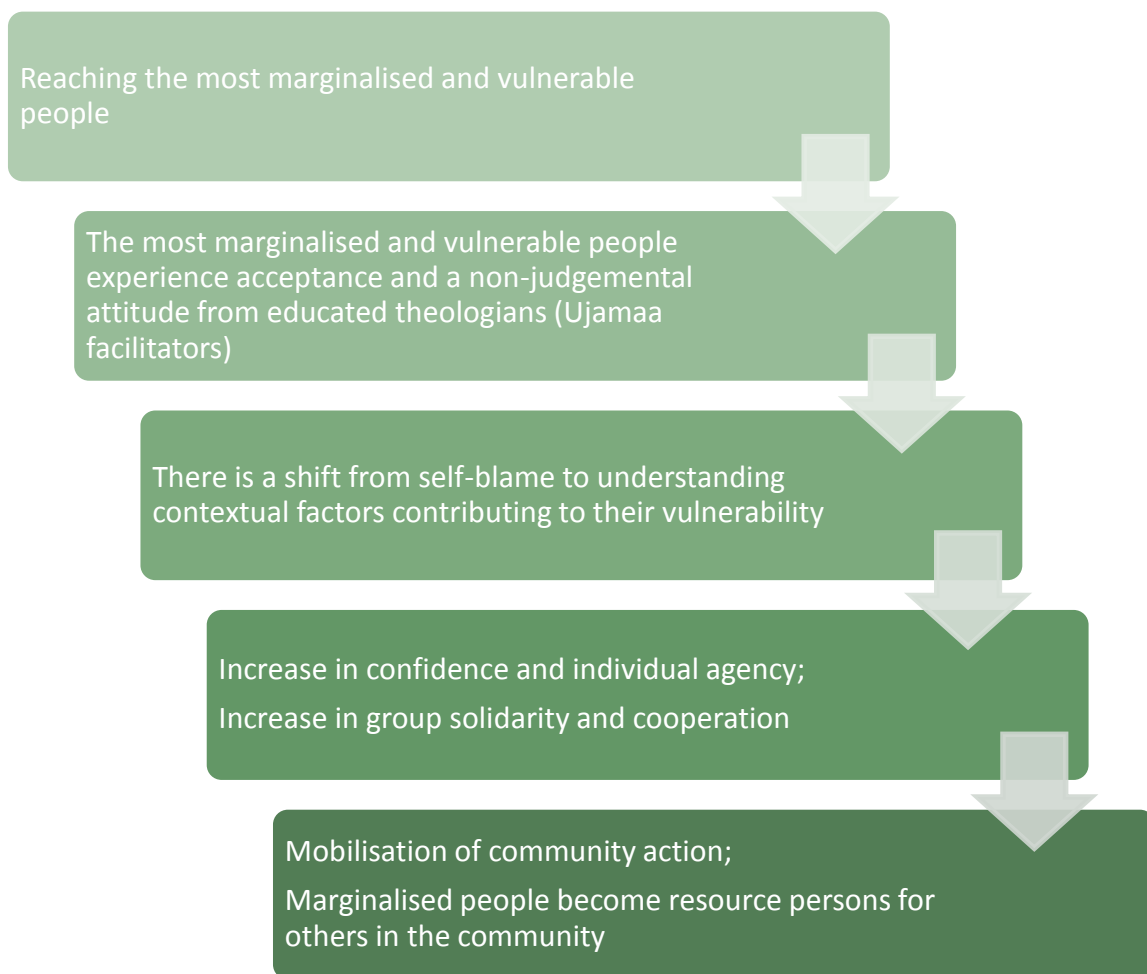 Reaching the most marginalised and vulnerable
people
The most marginalised and vulnerable people
experience acceptance and a non-judgemental
attitude from educated theologians (Ujamaa
facilitators)
There is a shift from self-blame to understanding
contextual factors contributing to their vulnerability
Increase in confidence and individual agency;
Increase in group solidarity and cooperation
Mobilisation of community action;
Marginalised people become resource persons for
others in the community